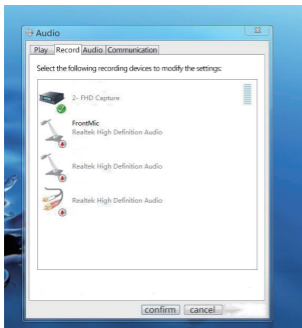 Audio
Play Record Audio Communication
Select the following recording devices to modify the settings:
2- FHD Capture
FrontMic
Realtek High Definition Audio
Realtek High Definition Audio
Realtek High Definition Audio
confirm cancel